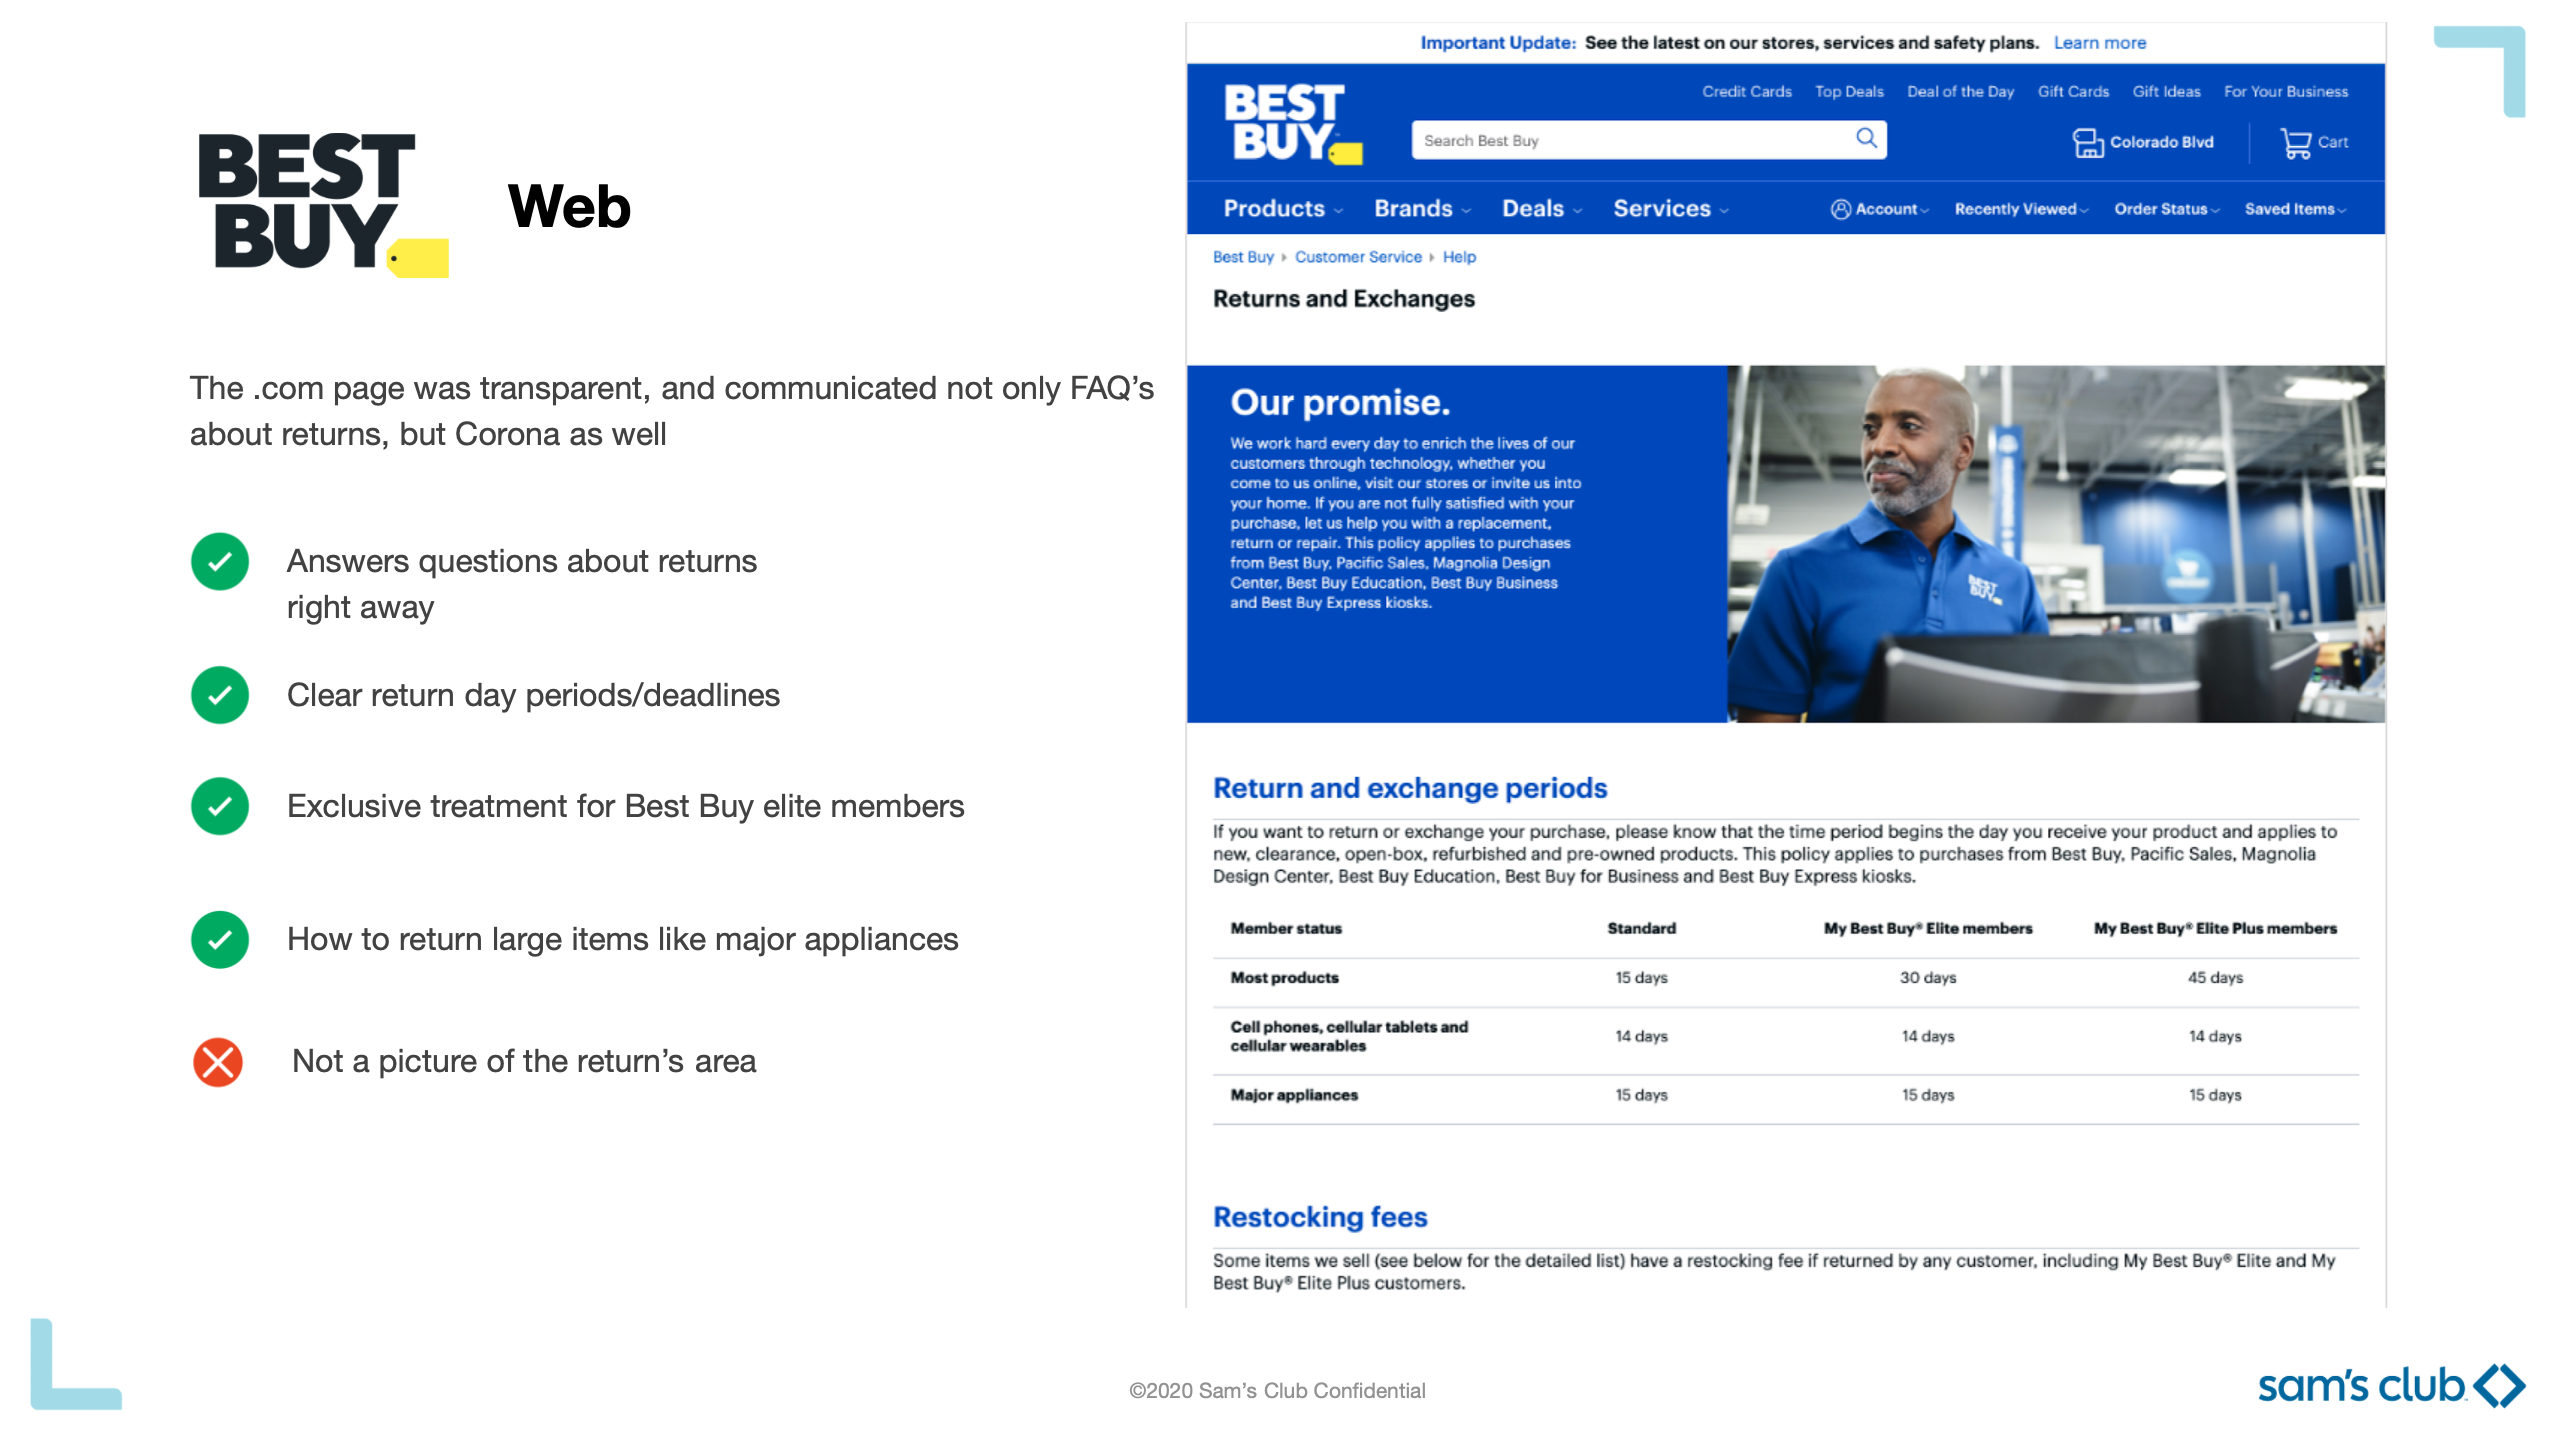 BEST
BUY
Web
The .com page was transparent, and communicated not only FAQ’s
about returns, but Corona as well
Answers questions about returns
right away
Clear return day periods/deadlines
Exclusive treatment for Best Buy elite members
How to return large items like major appliances
Not a picture of the return’s area
Important Update: See the latest on our stores, services and safety plans. Learn more
BEST
BUY
Credit Cards Top Deals Deal of the Day Gift Cards Gift Ideas For Your Business
Search Best Buy
Colorado Blvd
Cart
Products Brands Deals Services Account Recently Viewed Order Status Saved Items
Best Buy Customer Service Help
Returns and Exchanges
Our promise.
We work hard every day to enrich the lives of our
customers through technology, whether you
come to us online, visit our stores or invite us into
your home. If you are not fully satisfied with your
purchase, let us help you with a replacement,
return or repair. This policy applies to purchases
from Best Buy, Pacific Sales, Magnolia Design
Center, Best Buy Education, Best Buy Business
and Best Buy Express kiosks.
BEST
BUY
Return and exchange periods
If you want to return or exchange your purchase, please know that the time period begins the day you receive your product and applies to
new, clearance, open-box, refurbished and pre-owned products. This policy applies to purchases from Best Buy, Pacific Sales, Magnolia
Design Center, Best Buy Education, Best Buy for Business and Best Buy Express kiosks.
Member status Standard My Best Buy® Elite members My Best Buy® Elite Plus members
Most products 15 days 30 days 45 days
Cell phones, cellular tablets and
cellular wearables 14 days 14 days 14 days
Major appliances 15 days 15 days 15 days
Restocking fees
Some items we sell (see below for the detailed list) have a restocking fee if returned by any customer, including My Best Buy® Elite and My
Best Buy® Elite Plus customers.
©2020 Sam’s Club Confidential
sam’s club